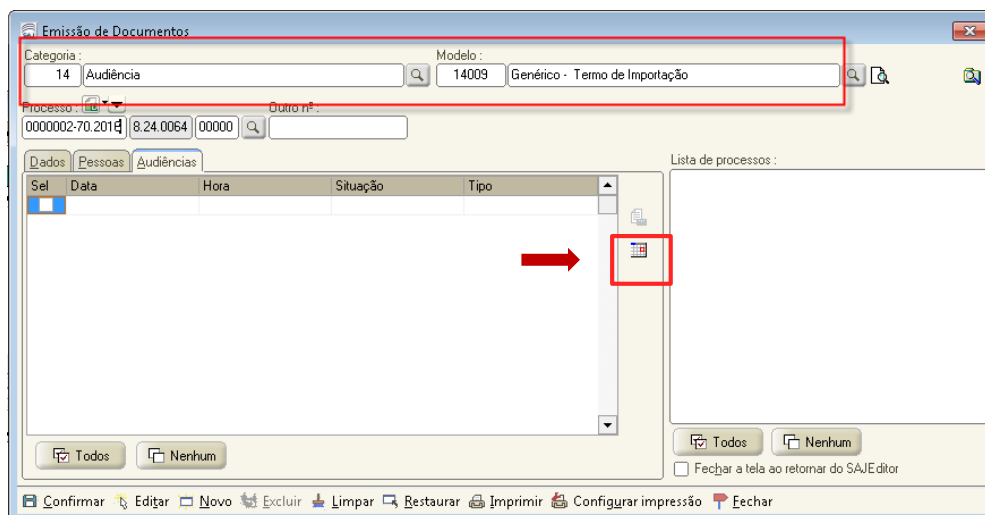 Emissão de Documentos
Categoria : Modelo :
14 Audiência 14009 Genérico - Termo de Importação
Processo : Outro nº :
0000002-70.2018 8.24.0064 00000
Dados Pessoas Audiências Lista de processos :
Sel Data Hora Situação Tipo
Todos Nenhum
Todos Nenhum
Fechar a tela ao retornar do SAJEditor
Confirmar Editar Novo Excluir Limpar Restaurar Imprimir Configurar impressão Fechar